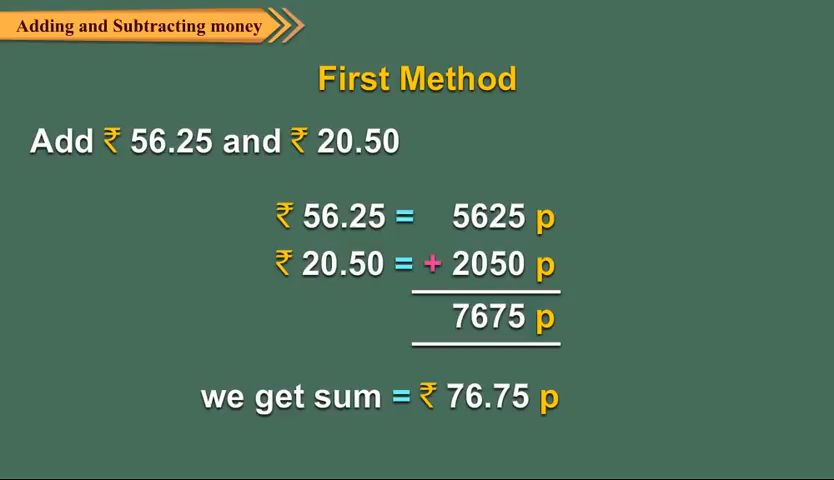 Adding and Subtracting money
First Method
Add ₹ 56.25 and ₹ 20.50
₹ 56.25 = 5625 p
₹ 20.50 = + 2050 p
7675 p
we get sum = ₹ 76.75 p